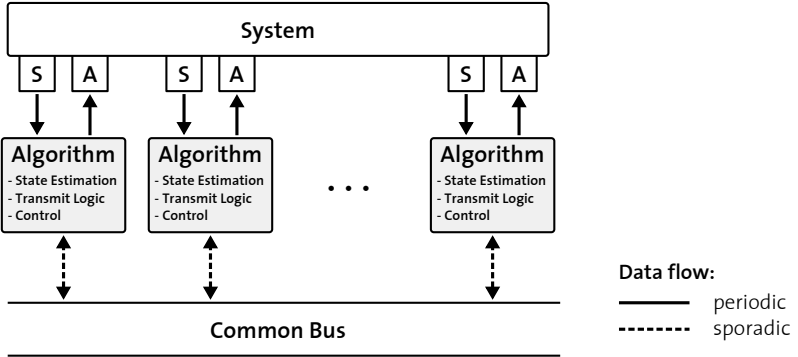 System
S A S A S A
Algorithm Algorithm Algorithm
- State Estimation - State Estimation - State Estimation
- Transmit Logic - Transmit Logic - Transmit Logic
- Control - Control - Control
. . .
Data flow:
periodic
Common Bus
sporadic